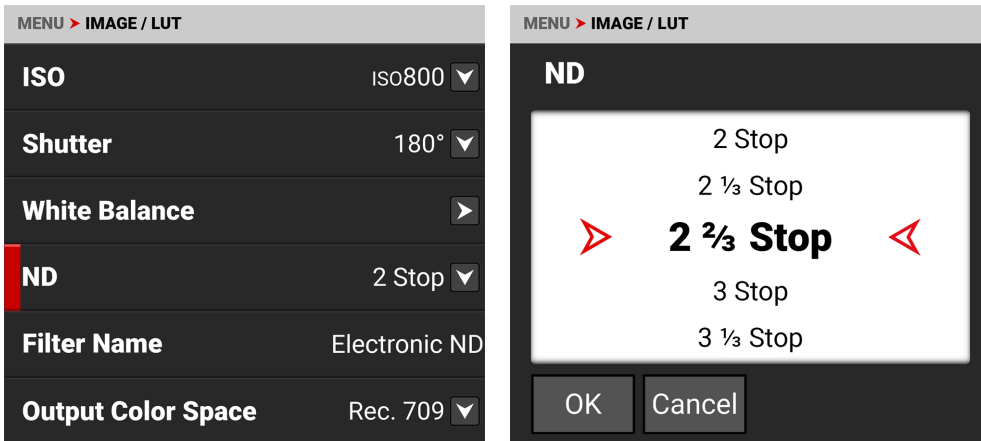 MENU ➤ IMAGE / LUT
ISO ISO800
Shutter 180°
White Balance
ND 2 Stop
Filter Name Electronic ND
Output Color Space Rec. 709
MENU ➤ IMAGE / LUT
ND
2 Stop
2 ⅓ Stop
2 ⅔ Stop
3 Stop
3 ⅓ Stop
OK Cancel